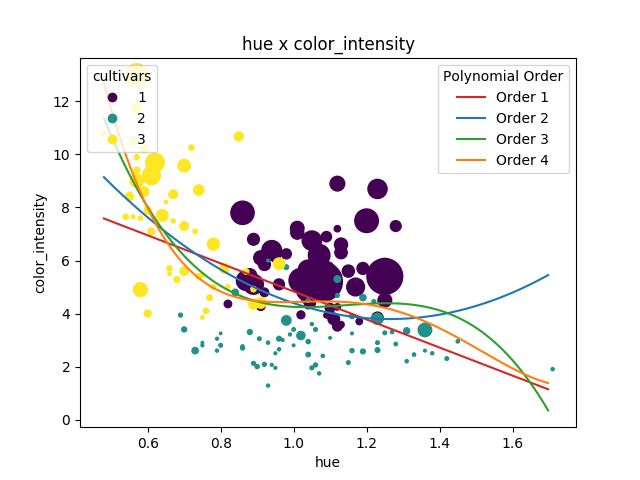 hue x color_intensity
cultivars
1
2
3
Polynomial Order
Order 1
Order 2
Order 3
Order 4
color_intensity
12
10
8
6
4
2
0
0.6 0.8 1.0 1.2 1.4 1.6
hue